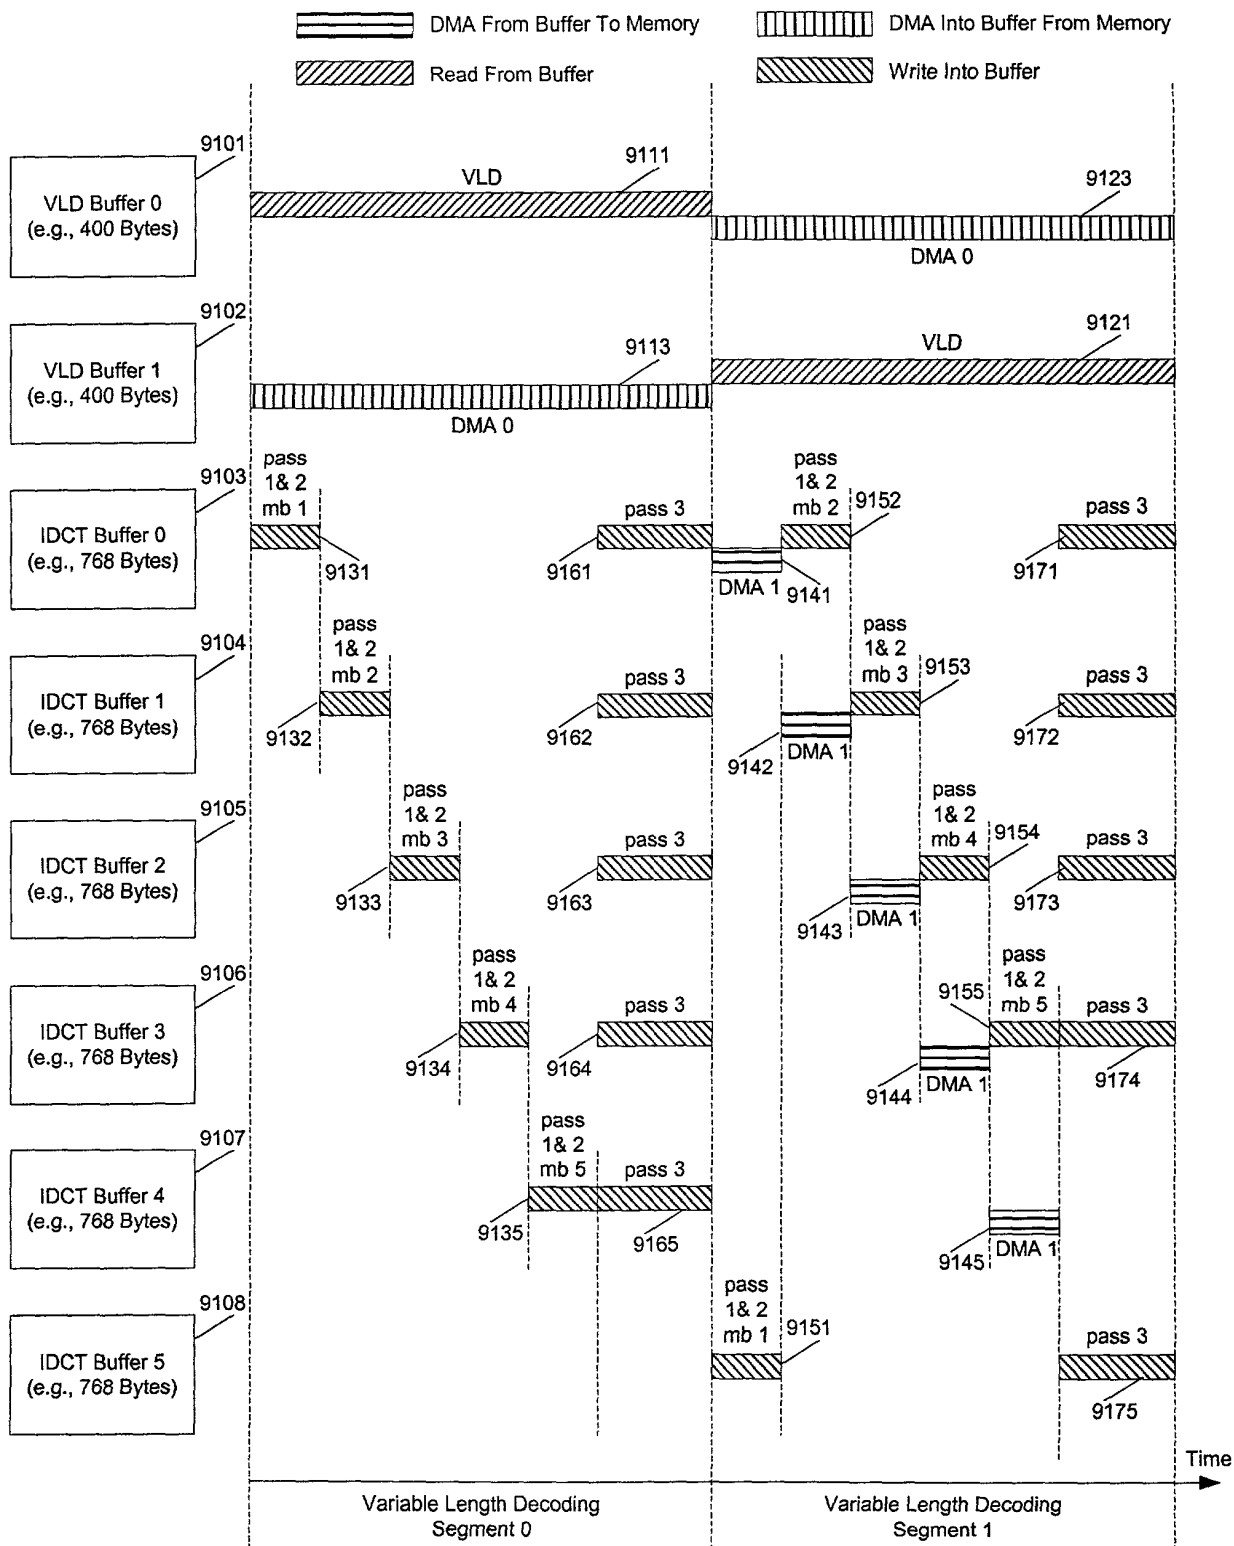 DMA From Buffer To Memory
DMA Into Buffer From Memory
Read From Buffer
Write Into Buffer
9101
VLD Buffer 0
(e.g., 400 Bytes)
VLD
9111
9123
DMA 0
9102
VLD Buffer 1
(e.g., 400 Bytes)
9113
DMA 0
VLD
9121
9103
IDCT Buffer 0
(e.g., 768 Bytes)
pass
1& 2
mb 1
9131
pass 3
9161
DMA 1
9141
pass
1& 2
mb 2
9152
pass 3
9171
9104
IDCT Buffer 1
(e.g., 768 Bytes)
pass
1& 2
mb 2
9132
pass 3
9162
DMA 1
9142
pass
1& 2
mb 3
9153
pass 3
9172
9105
IDCT Buffer 2
(e.g., 768 Bytes)
pass
1& 2
mb 3
9133
pass 3
9163
DMA 1
9143
pass
1& 2
mb 4
9154
pass 3
9173
9106
IDCT Buffer 3
(e.g., 768 Bytes)
pass
1& 2
mb 4
9134
pass 3
9164
DMA 1
9144
pass
1& 2
mb 5
9155
pass 3
9174
9107
IDCT Buffer 4
(e.g., 768 Bytes)
pass
1& 2
mb 5
9135
pass 3
9165
DMA 1
9145
9108
IDCT Buffer 5
(e.g., 768 Bytes)
pass
1& 2
mb 1
9151
pass 3
9175
Time
Variable Length Decoding
Segment 0
Variable Length Decoding
Segment 1